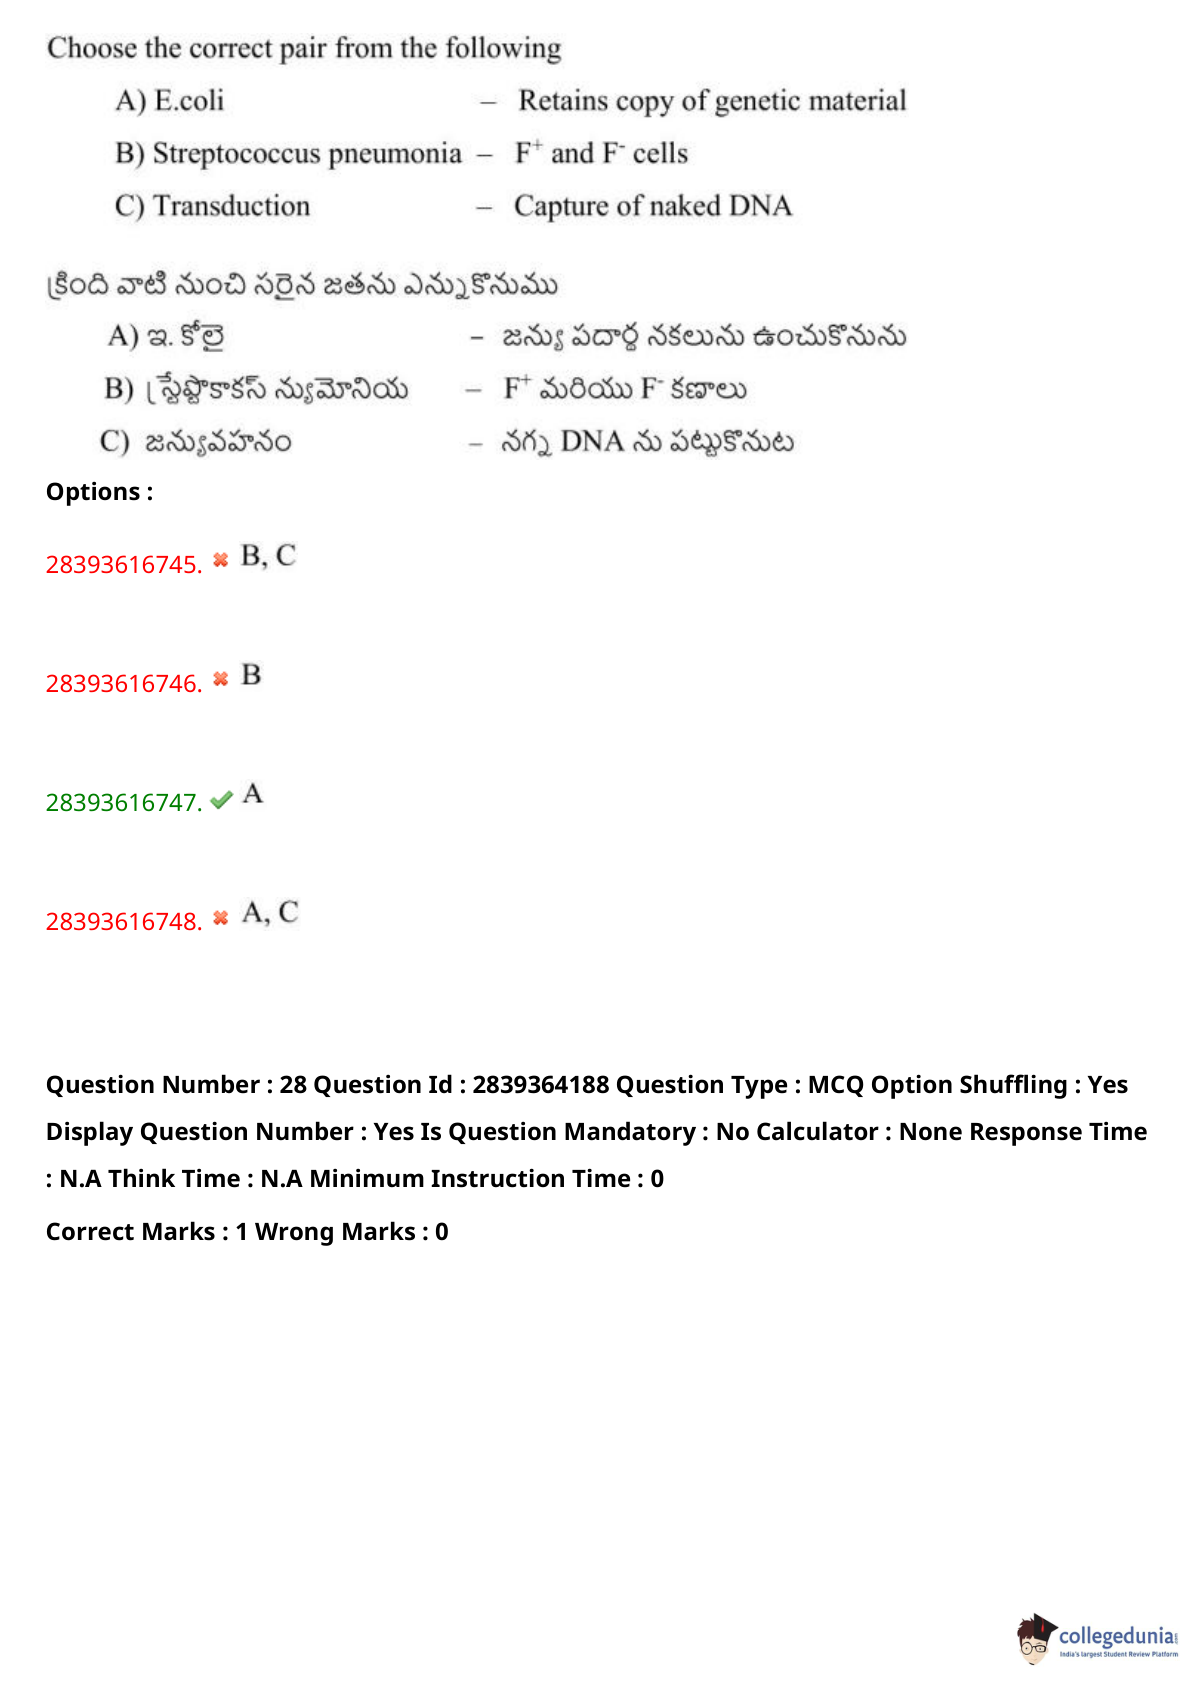 Choose the correct pair from the following
A) E.coli – Retains copy of genetic material
B) Streptococcus pneumonia – F⁺ and F⁻ cells
C) Transduction – Capture of naked DNA
క్రింది వాటి నుంచి సరైన జతను ఎన్నుకొనుము
A) ఇ. కోలై – జన్యు పదార్థ నకలును ఉంచుకొనును
B) స్ట్రెప్టొకాకస్ న్యుమోనియ – F⁺ మరియు F⁻ కణాలు
C) జన్యువహనం – నగ్న DNA ను పట్టుకొనుట
Options :
28393616745. ✖ B, C
28393616746. ✖ B
28393616747. ✔ A
28393616748. ✖ A, C
Question Number : 28 Question Id : 2839364188 Question Type : MCQ Option Shuffling : Yes
Display Question Number : Yes Is Question Mandatory : No Calculator : None Response Time
: N.A Think Time : N.A Minimum Instruction Time : 0
Correct Marks : 1 Wrong Marks : 0
collegedunia
India's largest Student Review Platform